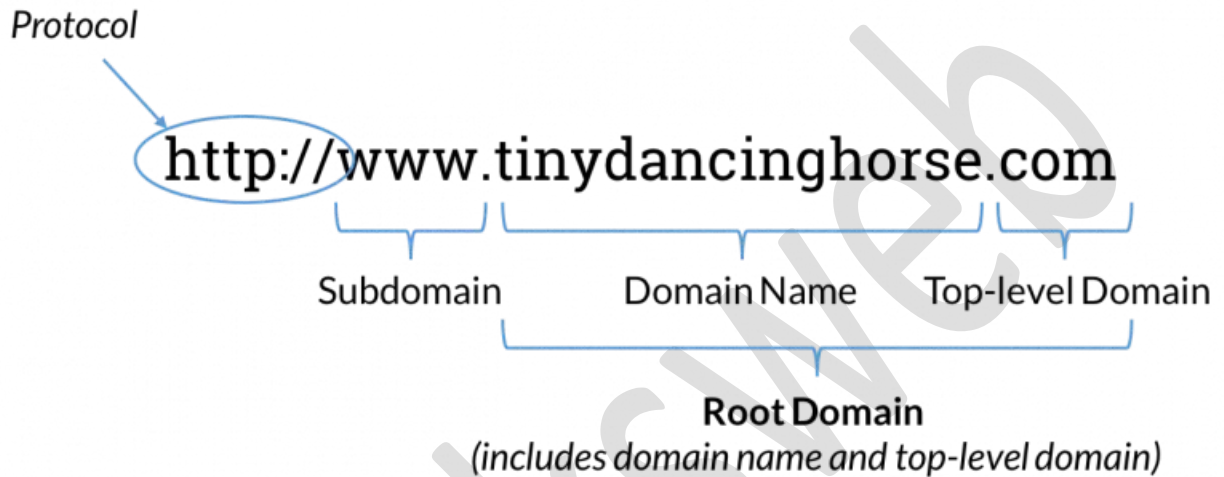 Protocol
http://www.tinydancinghorse.com
Subdomain Domain Name Top-level Domain
Root Domain
(includes domain name and top-level domain)